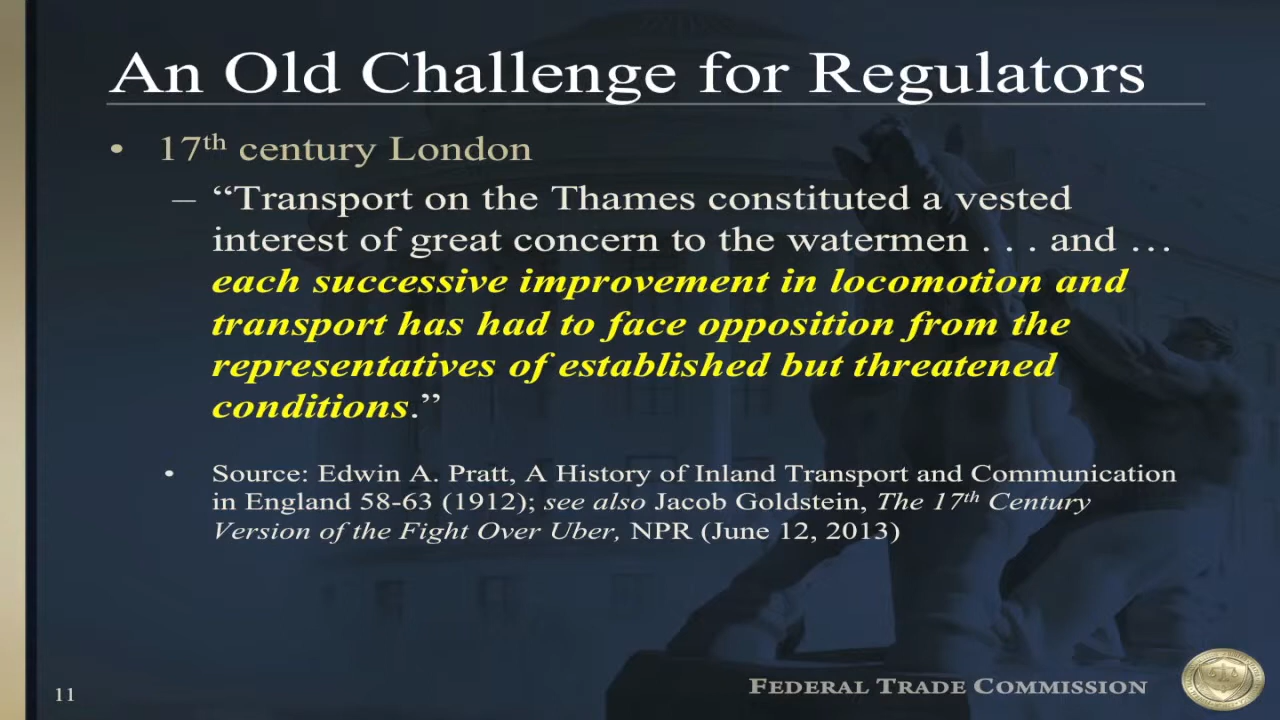 An Old Challenge for Regulators
• 17th century London
– “Transport on the Thames constituted a vested
interest of great concern to the watermen . . . and …
each successive improvement in locomotion and
transport has had to face opposition from the
representatives of established but threatened
conditions.”
• Source: Edwin A. Pratt, A History of Inland Transport and Communication
in England 58-63 (1912); see also Jacob Goldstein, The 17th Century
Version of the Fight Over Uber, NPR (June 12, 2013)
11
FEDERAL TRADE COMMISSION